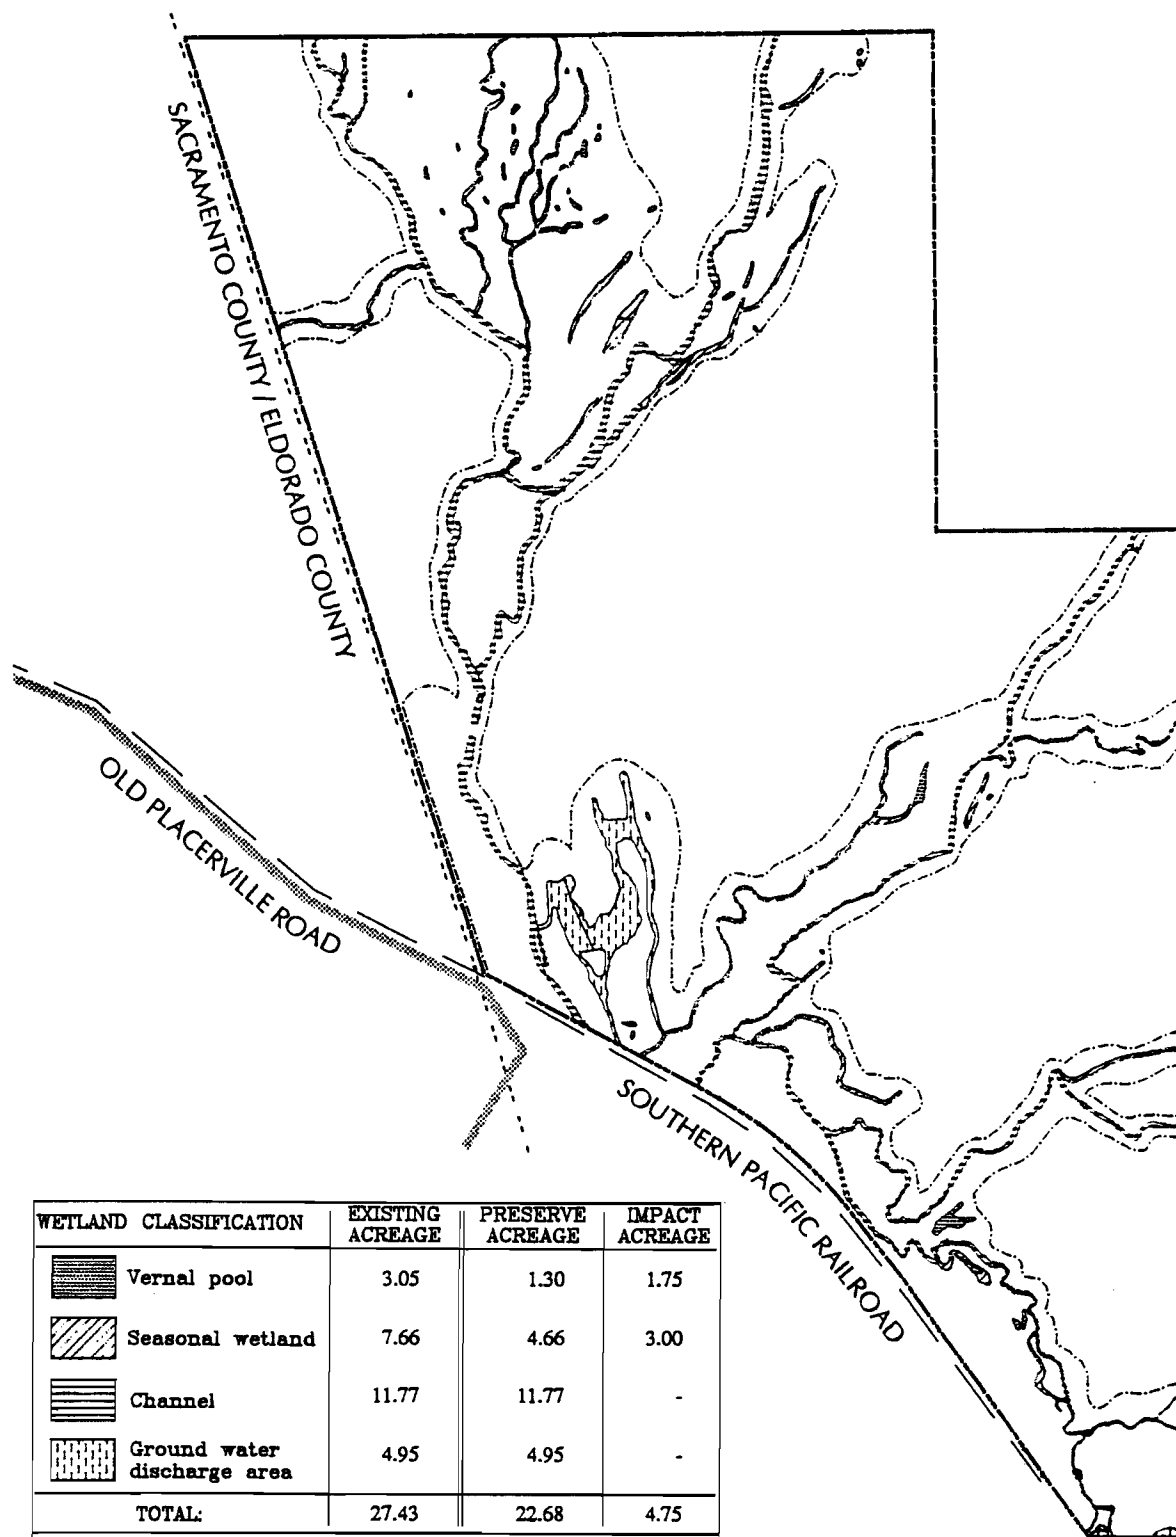 SACRAMENTO COUNTY / ELDORADO COUNTY
OLD PLACERVILLE ROAD
SOUTHERN PACIFIC RAILROAD
WETLAND CLASSIFICATION EXISTING ACREAGE PRESERVE ACREAGE IMPACT ACREAGE
Vernal pool 3.05 1.30 1.75
Seasonal wetland 7.66 4.66 3.00
Channel 11.77 11.77 -
Ground water discharge area 4.95 4.95 -
TOTAL: 27.43 22.68 4.75